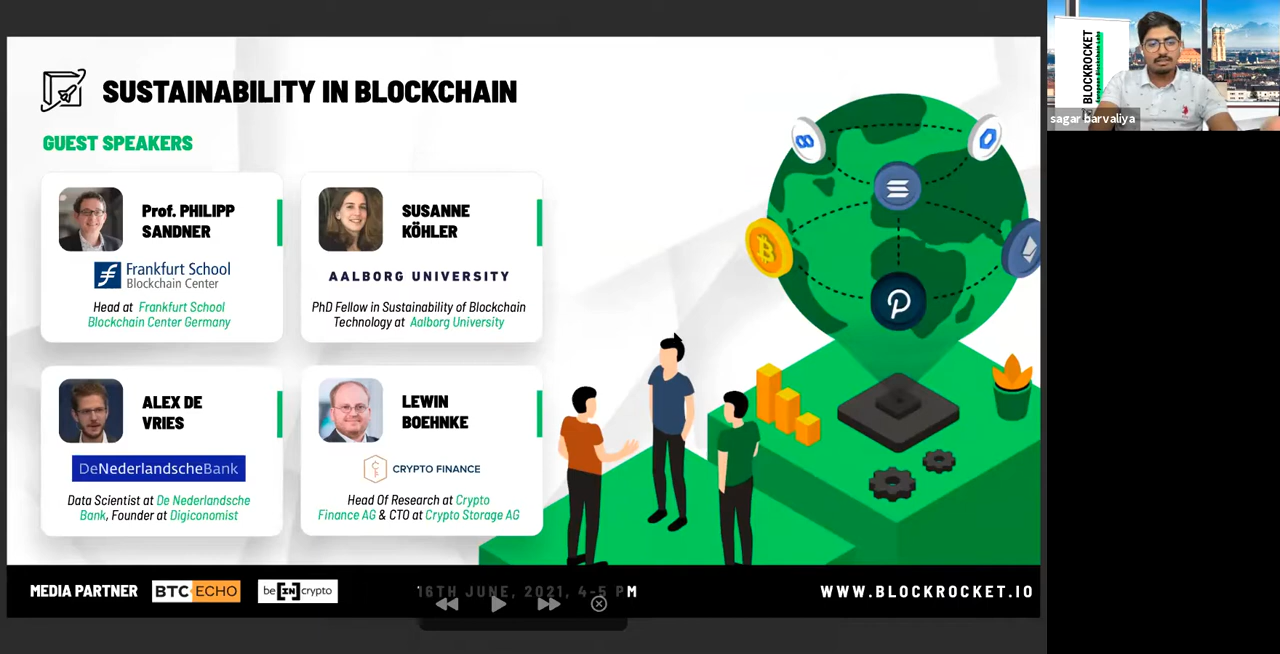 SUSTAINABILITY IN BLOCKCHAIN
GUEST SPEAKERS
Prof. PHILIPP
SANDNER
Frankfurt School
Blockchain Center
Head at Frankfurt School
Blockchain Center Germany
SUSANNE
KÖHLER
AALBORG UNIVERSITY
PhD Fellow in Sustainability of Blockchain
Technology at Aalborg University
ALEX DE
VRIES
DeNederlandscheBank
Data Scientist at De Nederlandsche
Bank, Founder at Digiconomist
LEWIN
BOEHNKE
CRYPTO FINANCE
Head Of Research at Crypto
Finance AG & CTO at Crypto Storage AG
MEDIA PARTNER
BTC-ECHO
be[IN]crypto
16TH JUNE, 2021, 4-5 PM
WWW.BLOCKROCKET.IO
BLOCKROCKET
European Blockchain Labs
sagar barvaliya